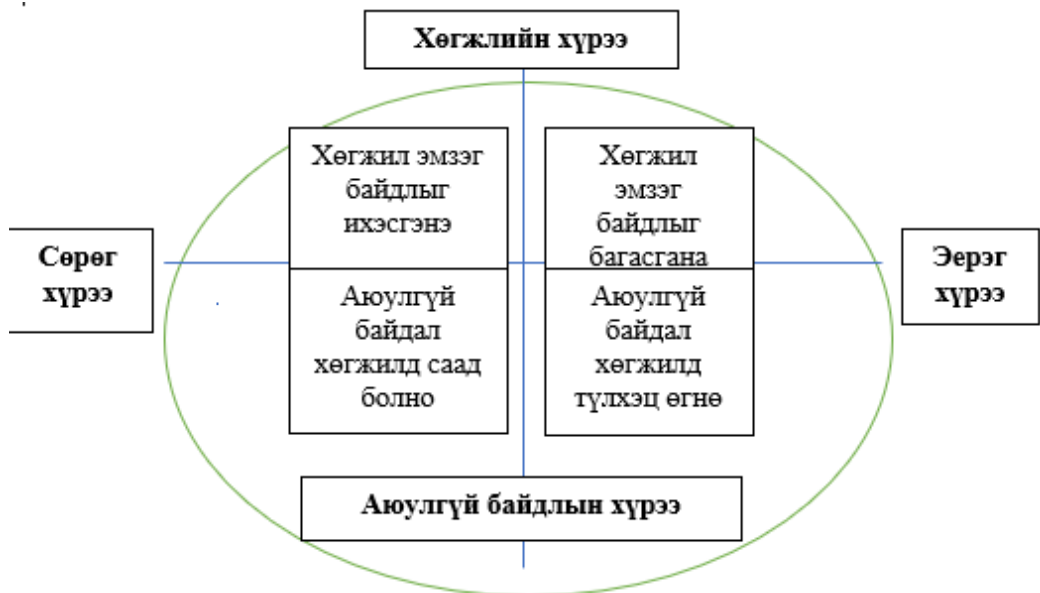 Хөгжлийн хүрээ
Хөгжил эмзэг
байдлыг
ихэсгэнэ
Хөгжил
эмзэг
байдлыг
багасгана
Сөрөг
хүрээ
Эерэг
хүрээ
Аюулгүй
байдал
хөгжилд саад
болно
Аюулгүй
байдал
хөгжилд
түлхэц өгнө
Аюулгүй байдлын хүрээ